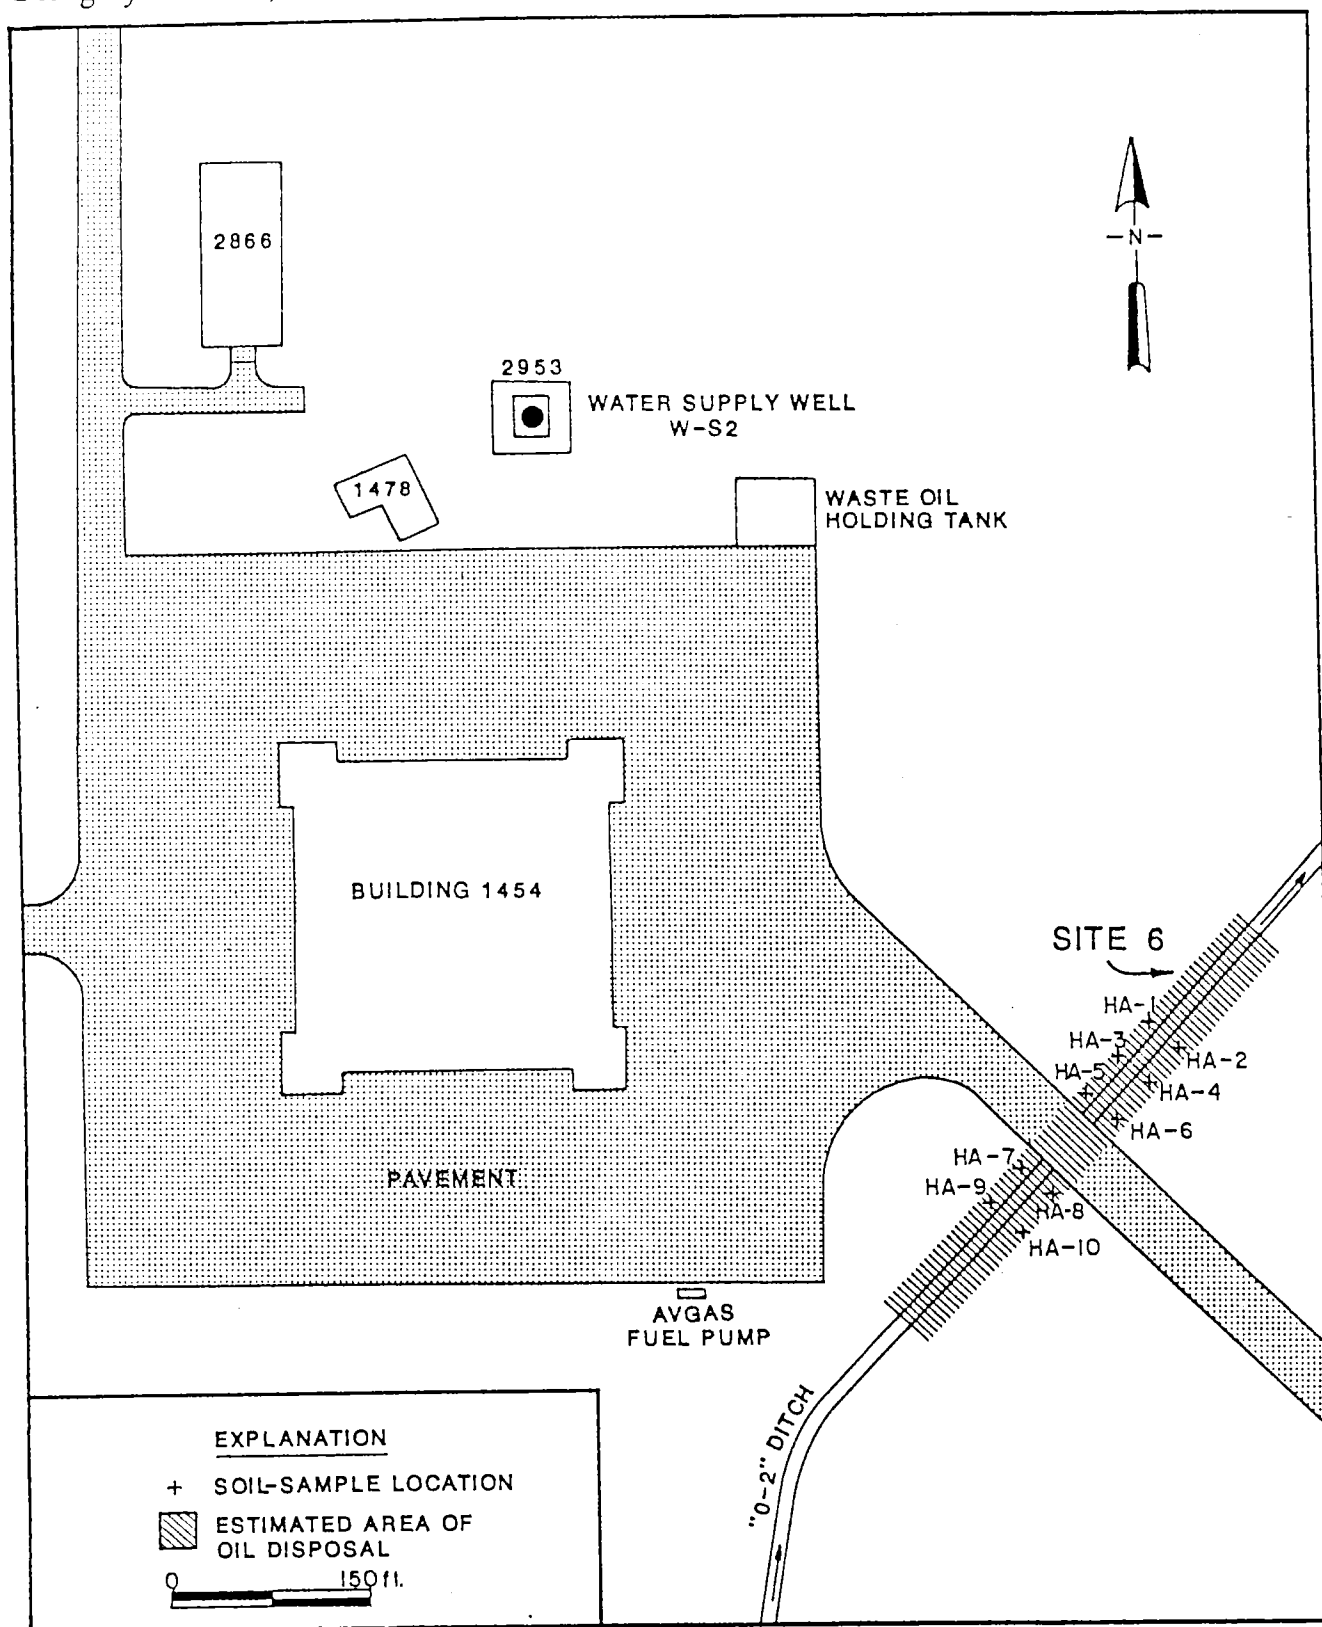 2866
-N-
2953
WATER SUPPLY WELL
W-S2
1478
WASTE OIL
HOLDING TANK
BUILDING 1454
SITE 6
HA-1
HA-3
HA-2
HA-5
HA-4
HA-6
HA-7
HA-9
HA-8
HA-10
PAVEMENT
AVGAS
FUEL PUMP
"0-2" DITCH
EXPLANATION
+ SOIL-SAMPLE LOCATION
ESTIMATED AREA OF
OIL DISPOSAL
0 150 ft.